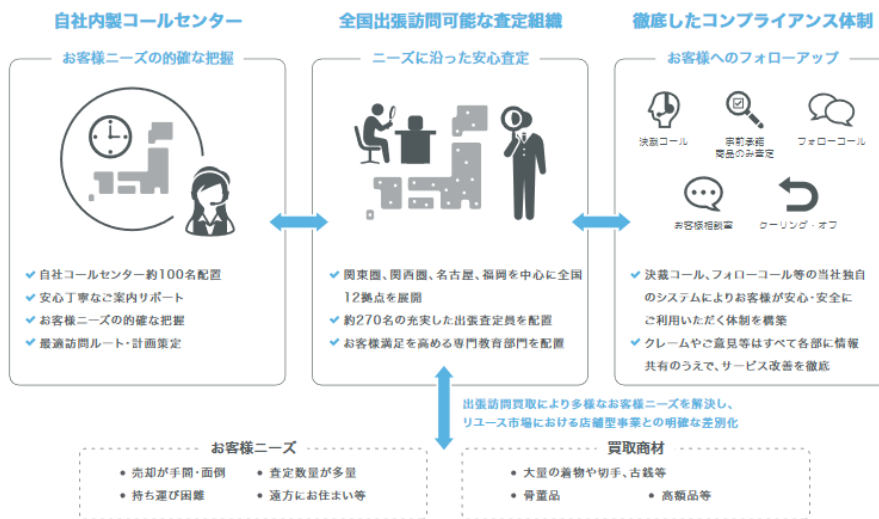 自社内製コールセンター
全国出張訪問可能な査定組織
徹底したコンプライアンス体制
お客様ニーズの的確な把握
✓ 自社コールセンター約100名配置
✓ 安心丁寧なご案内サポート
✓ お客様ニーズの的確な把握
✓ 最適訪問ルート・計画策定
ニーズに沿った安心査定
✓ 関東圏、関西圏、名古屋、福岡を中心に全国
12拠点を展開
✓ 約270名の充実した出張査定員を配置
✓ お客様満足を高める専門教育部門を配置
お客様へのフォローアップ
決裁コール
事前承諾
商品のみ査定
フォローコール
お客様相談室
クーリング・オフ
✓ 決裁コール、フォローコール等の当社独自
のシステムによりお客様が安心・安全に
ご利用いただく体制を構築
✓ クレームやご意見等はすべて各部に情報
共有のうえで、サービス改善を徹底
出張訪問買取により多様なお客様ニーズを解決し、
リユース市場における店舗型事業との明確な差別化
お客様ニーズ
• 売却が手間・面倒
• 査定数量が多量
• 持ち運び困難
• 遠方にお住まい等
買取商材
• 大量の着物や切手、古銭等
• 骨董品
• 高額品等